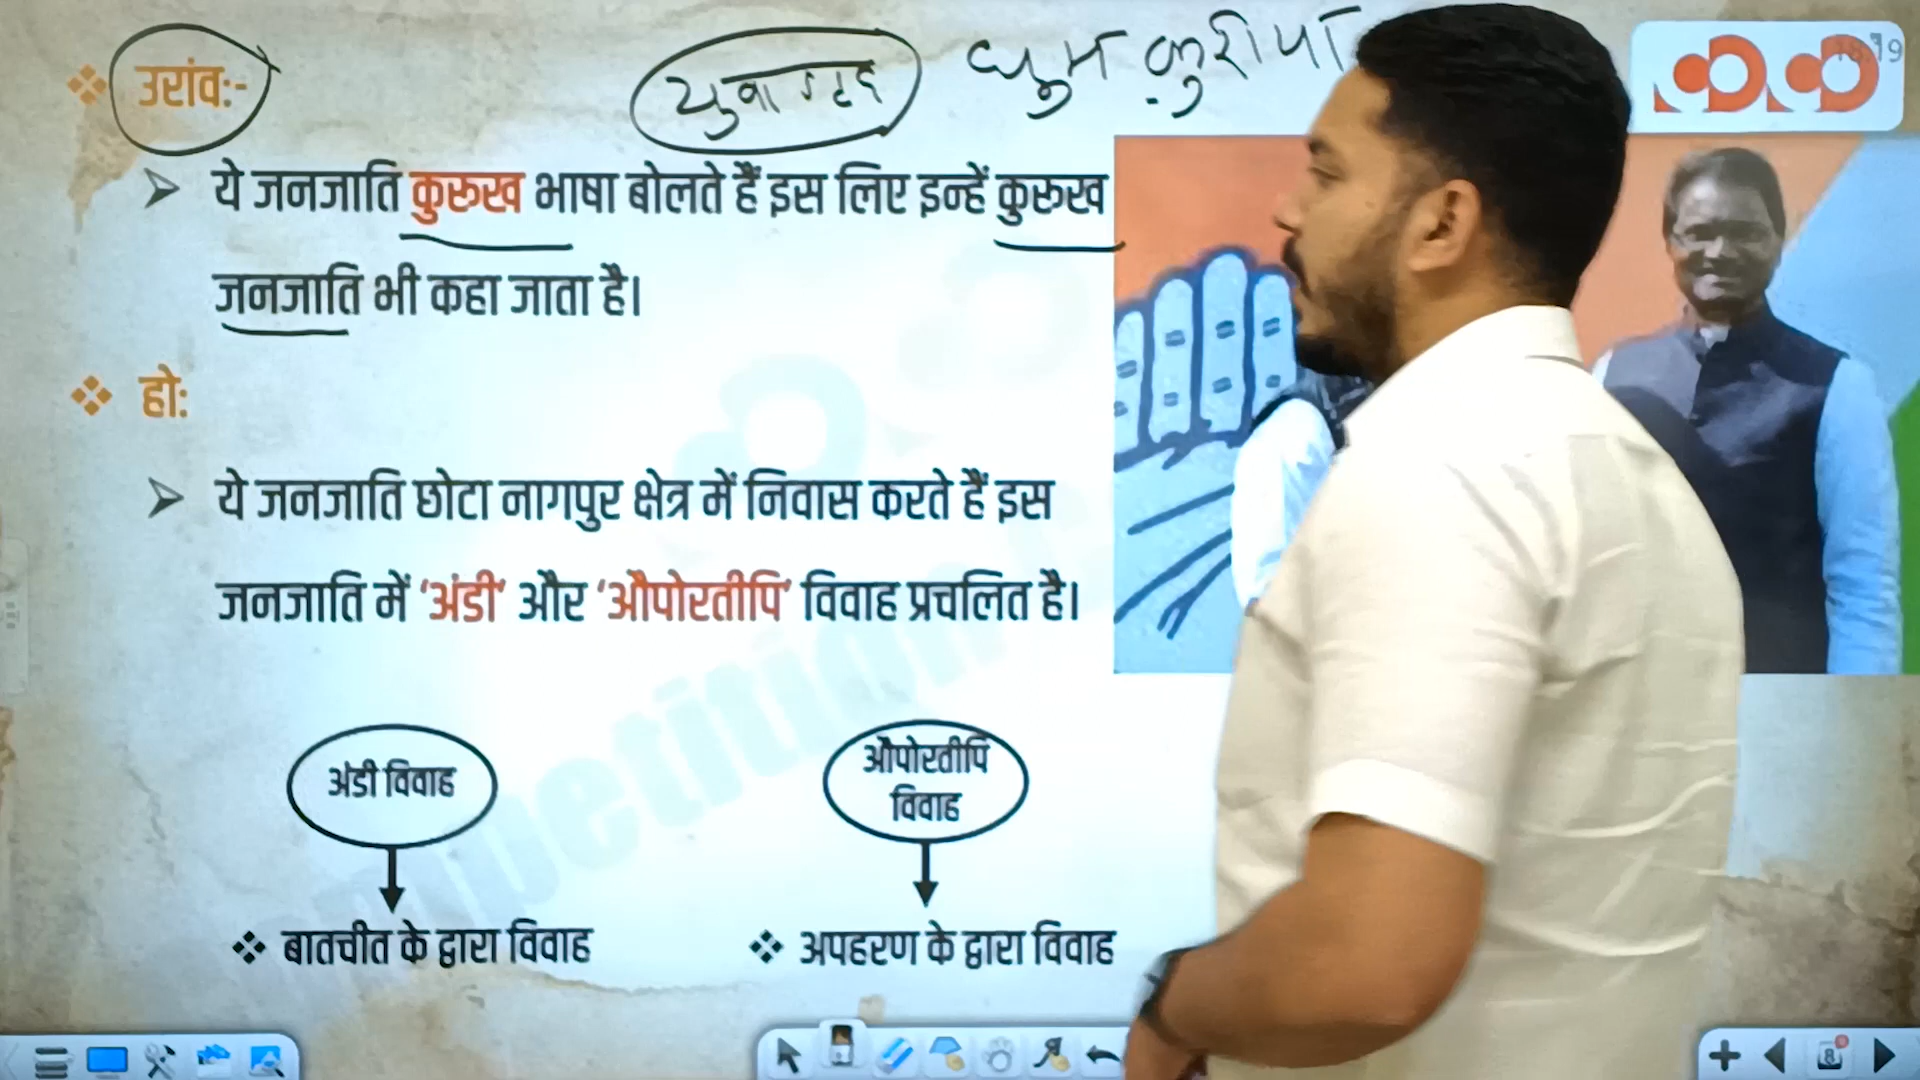 उरांव:-
युवागृह
धुमकुरिया
ये जनजाति कुरूख भाषा बोलते हैं इस लिए इन्हें कुरूख
जनजाति भी कहा जाता है।
हो:
ये जनजाति छोटा नागपुर क्षेत्र में निवास करते हैं इस
जनजाति में ‘अंडी’ और ‘औपोरतीपि’ विवाह प्रचलित है।
अंडी विवाह
औपोरतीपि
विवाह
बातचीत के द्वारा विवाह
अपहरण के द्वारा विवाह
8